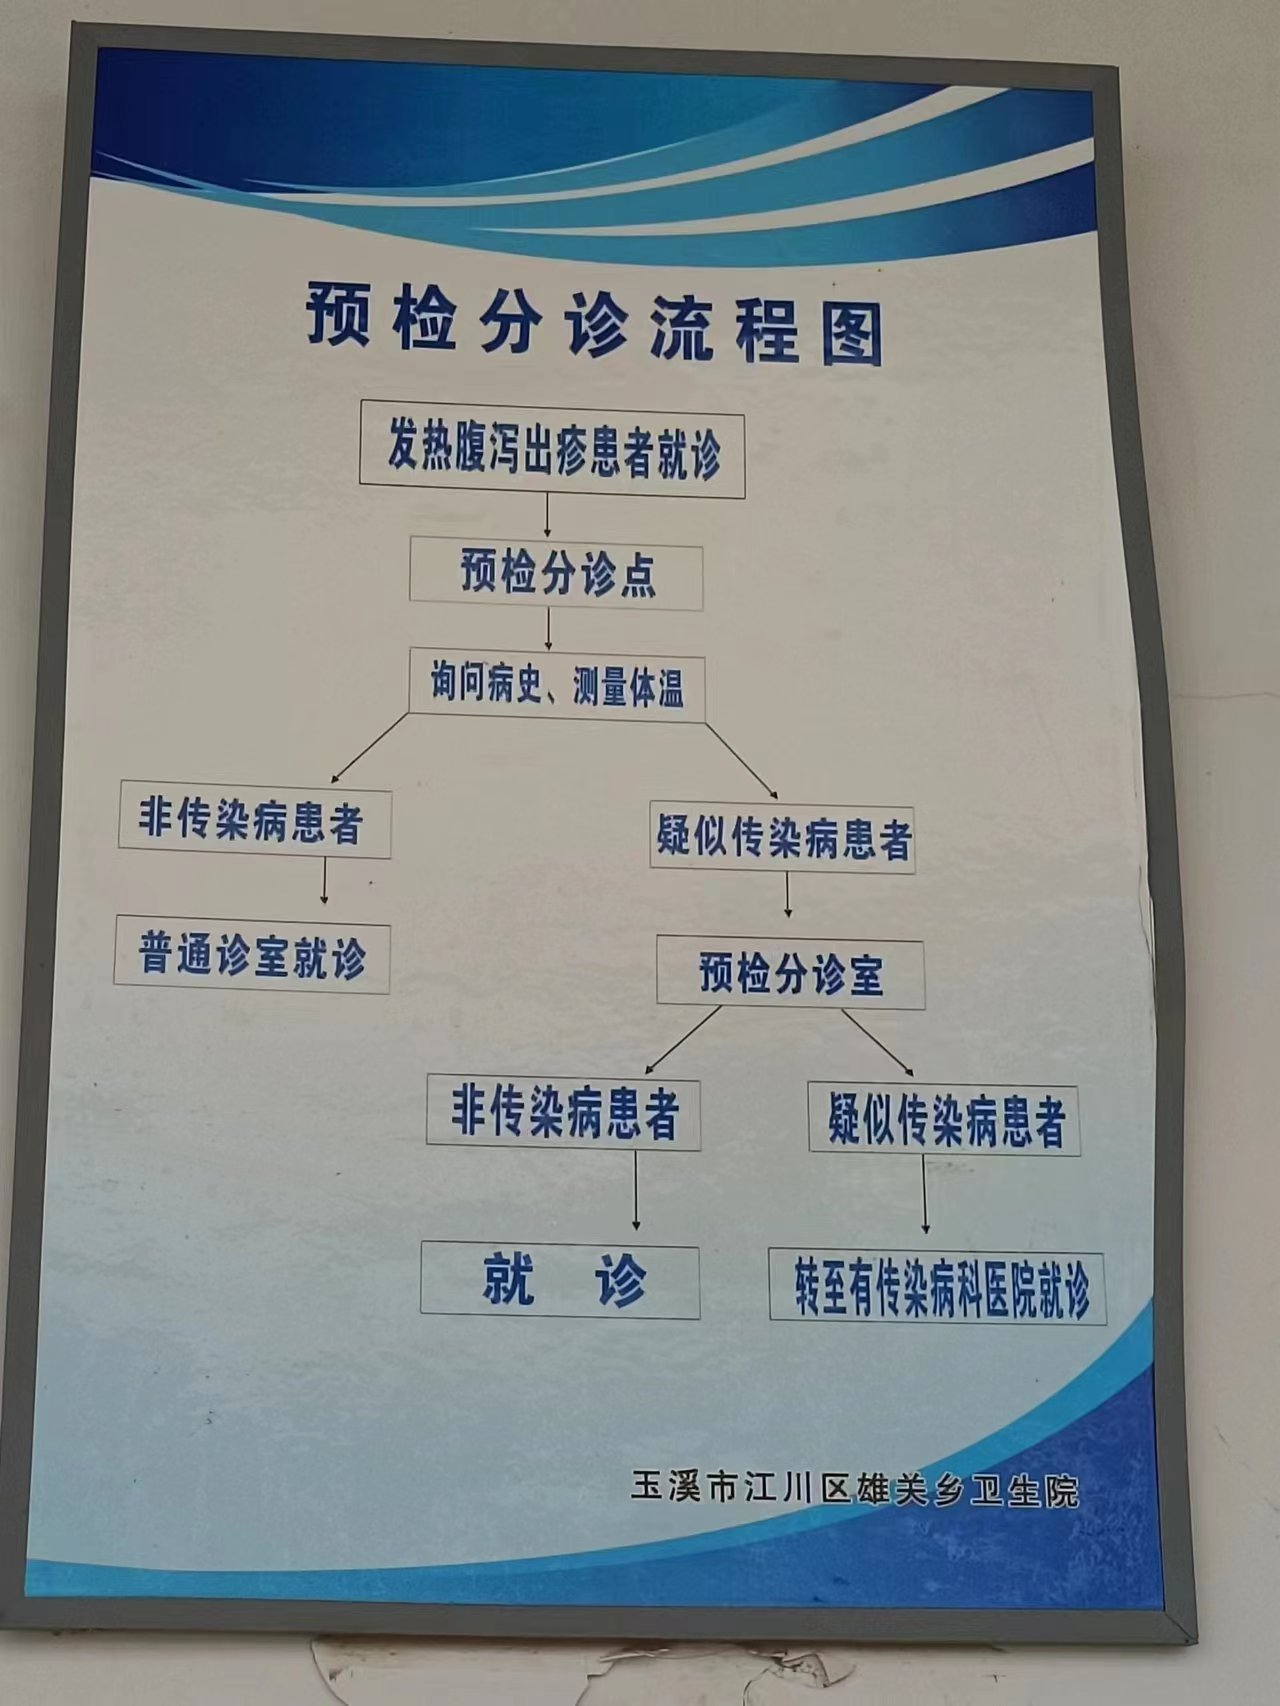 预检分诊流程图
发热腹泻出疹患者就诊
预检分诊点
询问病史、测量体温
非传染病患者
疑似传染病患者
普通诊室就诊
预检分诊室
非传染病患者
疑似传染病患者
就 诊
转至有传染病科医院就诊
玉溪市江川区雄关乡卫生院